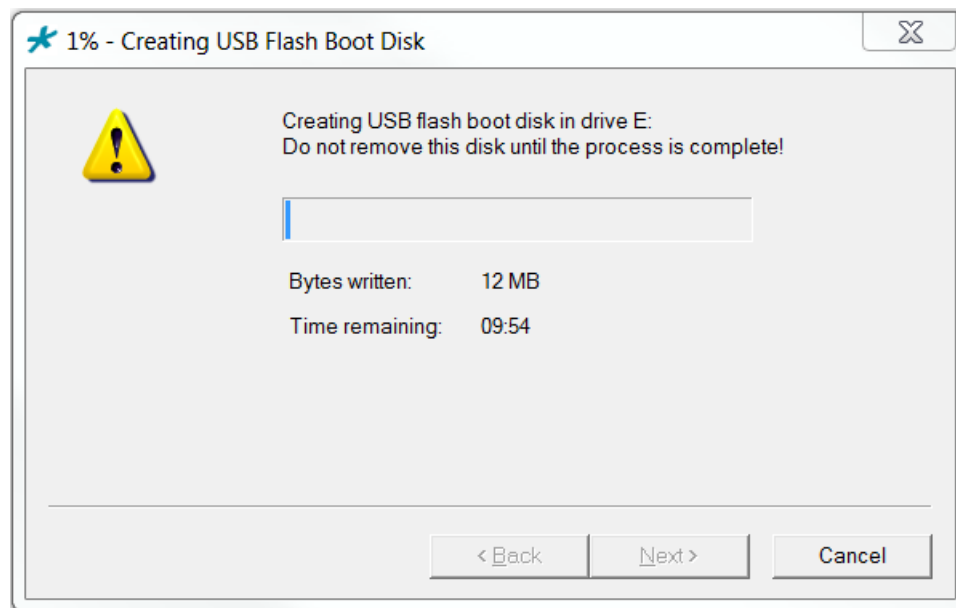 1% - Creating USB Flash Boot Disk
Creating USB flash boot disk in drive E:
Do not remove this disk until the process is complete!
Bytes written: 12 MB
Time remaining: 09:54
< Back Next > Cancel